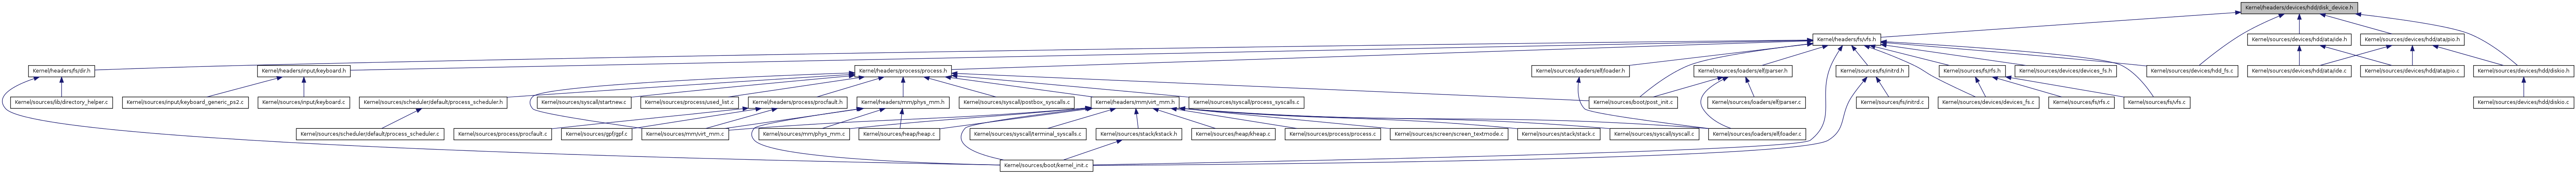 Kernel/headers/devices/hdd/disk_device.h
Kernel/headers/fs/vfs.h
Kernel/sources/devices/hdd/ata/ide.h
Kernel/sources/devices/hdd/ata/pio.h
Kernel/headers/fs/dir.h
Kernel/headers/input/keyboard.h
Kernel/headers/process/process.h
Kernel/sources/loaders/elf/loader.h
Kernel/sources/loaders/elf/parser.h
Kernel/sources/fs/initrd.h
Kernel/sources/fs/rfs.h
Kernel/sources/devices/devices_fs.h
Kernel/sources/devices/hdd_fs.c
Kernel/sources/devices/hdd/ata/ide.c
Kernel/sources/devices/hdd/ata/pio.c
Kernel/sources/devices/hdd/diskio.h
Kernel/sources/lib/directory_helper.c
Kernel/sources/input/keyboard_generic_ps2.c
Kernel/sources/input/keyboard.c
Kernel/sources/scheduler/default/process_scheduler.h
Kernel/sources/syscall/startnew.c
Kernel/sources/process/used_list.c
Kernel/headers/process/procfault.h
Kernel/headers/mm/phys_mm.h
Kernel/sources/syscall/postbox_syscalls.c
Kernel/headers/mm/virt_mm.h
Kernel/sources/syscall/process_syscalls.c
Kernel/sources/boot/post_init.c
Kernel/sources/loaders/elf/parser.c
Kernel/sources/fs/initrd.c
Kernel/sources/devices/devices_fs.c
Kernel/sources/fs/rfs.c
Kernel/sources/fs/vfs.c
Kernel/sources/devices/hdd/diskio.c
Kernel/sources/scheduler/default/process_scheduler.c
Kernel/sources/process/procfault.c
Kernel/sources/gpf/gpf.c
Kernel/sources/mm/virt_mm.c
Kernel/sources/mm/phys_mm.c
Kernel/sources/heap/heap.c
Kernel/sources/syscall/terminal_syscalls.c
Kernel/sources/stack/kstack.h
Kernel/sources/heap/kheap.c
Kernel/sources/process/process.c
Kernel/sources/screen/screen_textmode.c
Kernel/sources/stack/stack.c
Kernel/sources/syscall/syscall.c
Kernel/sources/loaders/elf/loader.c
Kernel/sources/boot/kernel_init.c